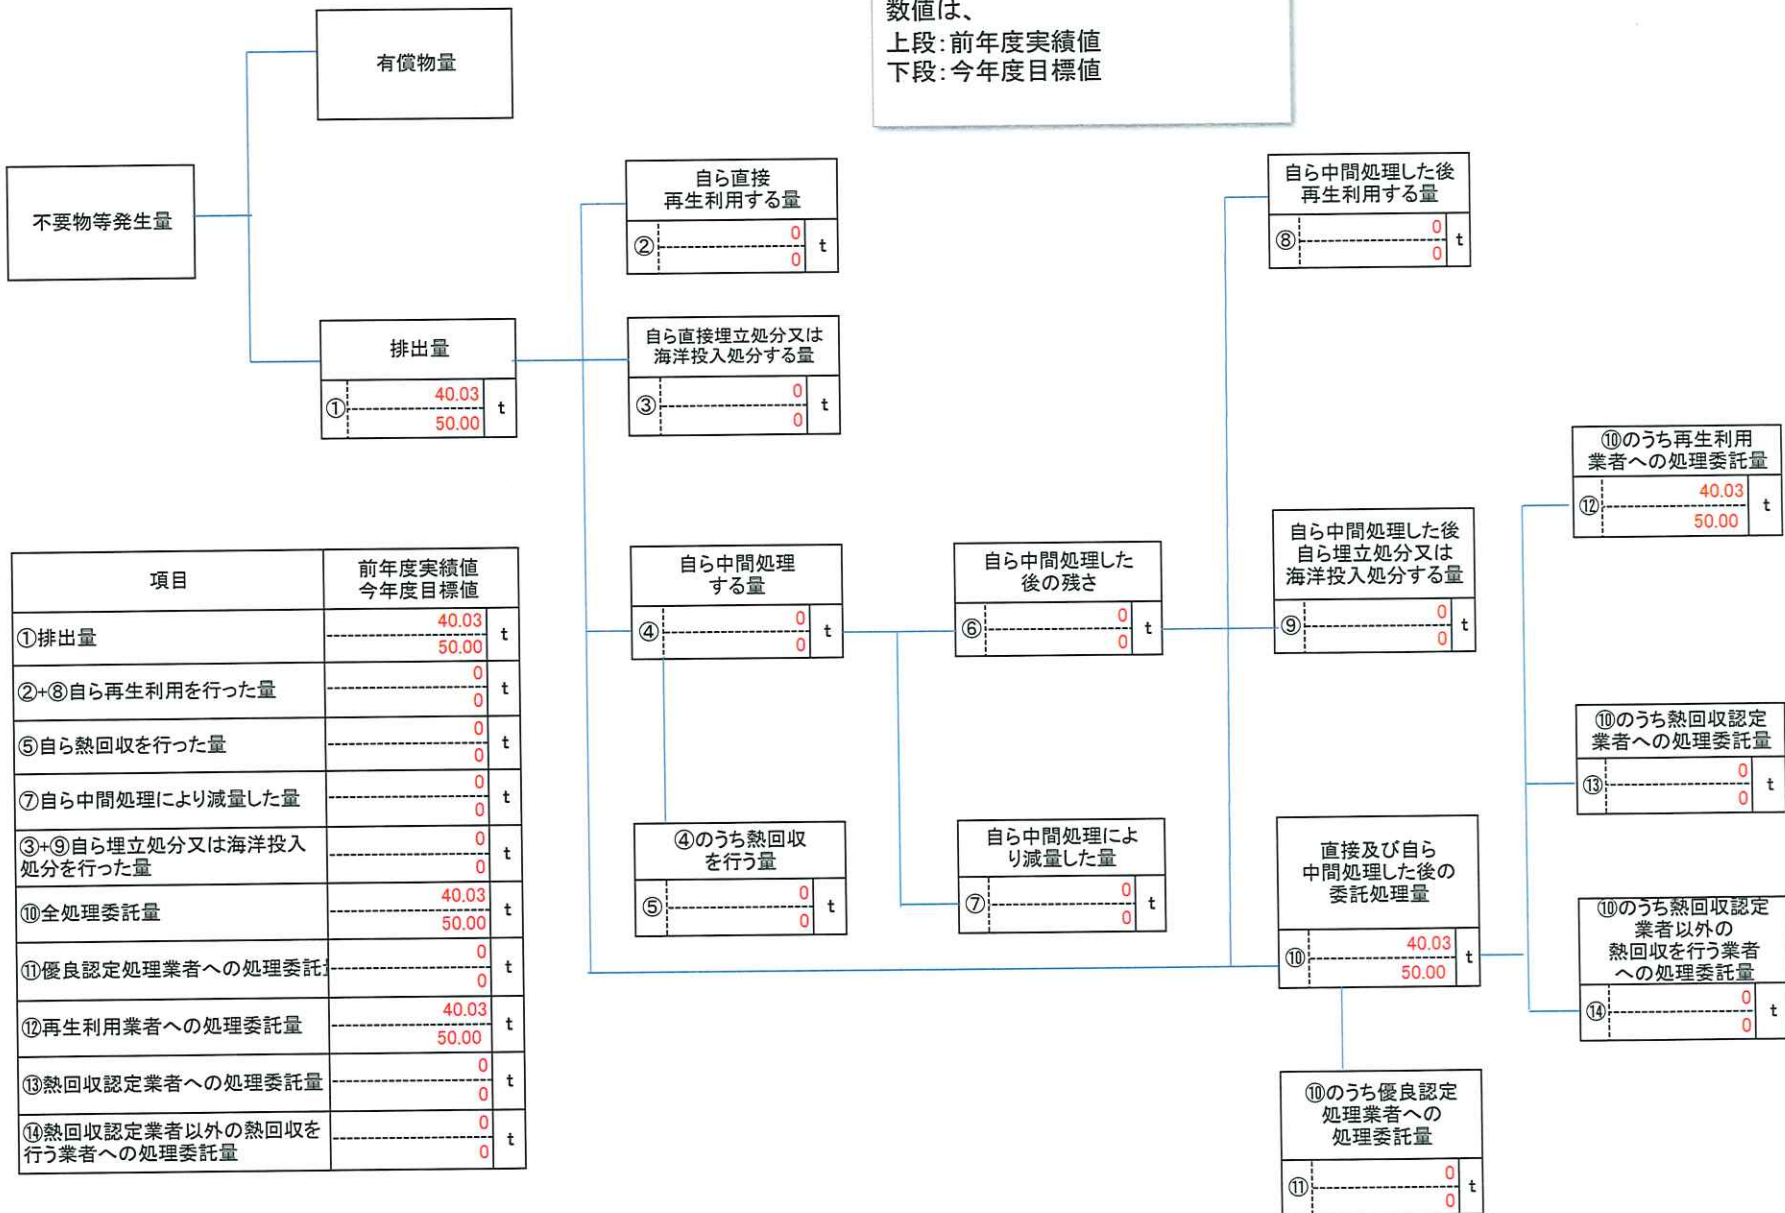 数値は、
上段:前年度実績値
下段:今年度目標値
有償物量
不要物等発生量
排出量
① 40.03 t
50.00
自ら直接
再生利用する量
② 0 t
0
自ら直接埋立処分又は
海洋投入処分する量
③ 0 t
0
自ら中間処理
する量
④ 0 t
0
④のうち熱回収
を行う量
⑤ 0 t
0
自ら中間処理した
後の残さ
⑥ 0 t
0
自ら中間処理によ
り減量した量
⑦ 0 t
0
自ら中間処理した後
再生利用する量
⑧ 0 t
0
自ら中間処理した後
自ら埋立処分又は
海洋投入処分する量
⑨ 0 t
0
直接及び自ら
中間処理した後の
委託処理量
⑩ 40.03 t
50.00
⑩のうち優良認定
処理業者への
処理委託量
⑪ 0 t
0
⑩のうち再生利用
業者への処理委託量
⑫ 40.03 t
50.00
⑩のうち熱回収認定
業者への処理委託量
⑬ 0 t
0
⑩のうち熱回収認定
業者以外の
熱回収を行う業者
への処理委託量
⑭ 0 t
0
項目 前年度実績値
今年度目標値
①排出量 40.03 t
50.00
②+⑧自ら再生利用を行った量 0 t
0
⑤自ら熱回収を行った量 0 t
0
⑦自ら中間処理により減量した量 0 t
0
③+⑨自ら埋立処分又は海洋投入
処分を行った量 0 t
0
⑩全処理委託量 40.03 t
50.00
⑪優良認定処理業者への処理委託 0 t
0
⑫再生利用業者への処理委託量 40.03 t
50.00
⑬熱回収認定業者への処理委託量 0 t
0
⑭熱回収認定業者以外の熱回収を
行う業者への処理委託量 0 t
0